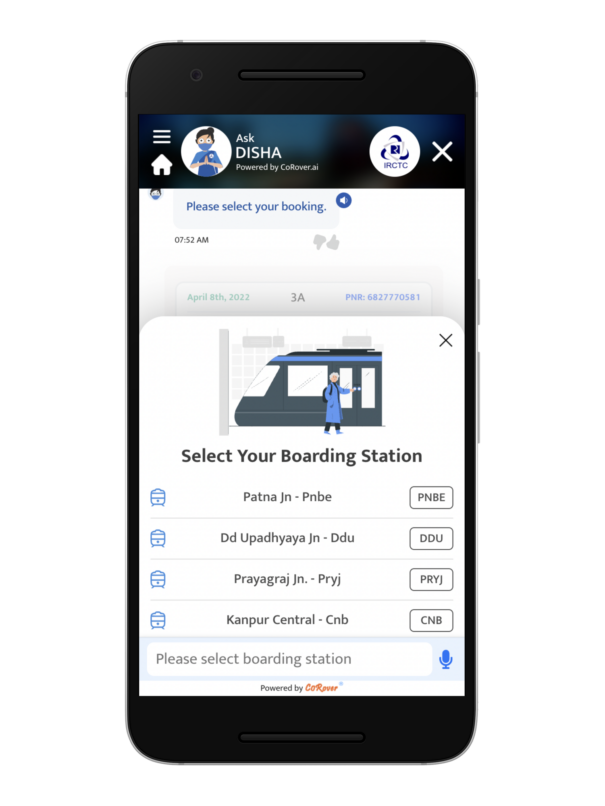 Ask
DISHA
Powered by CoRover.ai
IRCTC
Please select your booking.
07:52 AM
April 8th, 2022 3A PNR: 6827770581
Select Your Boarding Station
Patna Jn - Pnbe PNBE
Dd Upadhyaya Jn - Ddu DDU
Prayagraj Jn. - Pryj PRYJ
Kanpur Central - Cnb CNB
Please select boarding station
Powered by CoRover